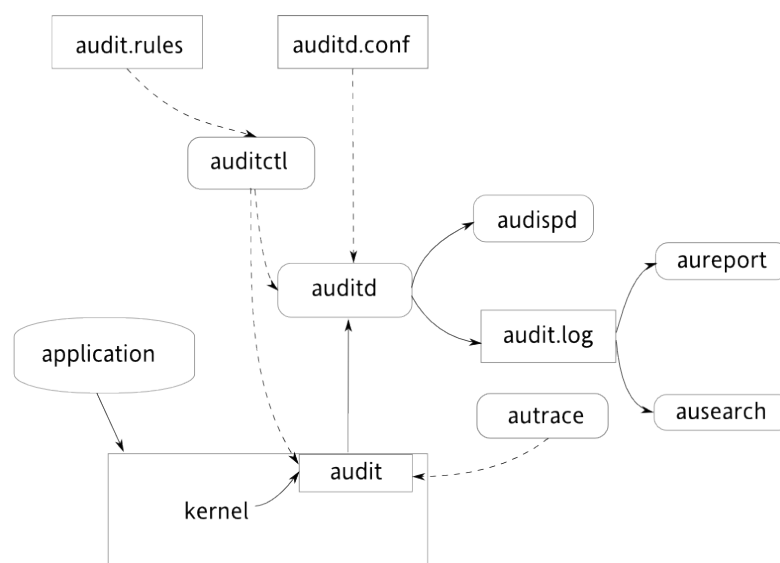 audit.rules
auditd.conf
auditctl
audispd
aureport
auditd
audit.log
application
ausearch
autrace
audit
kernel